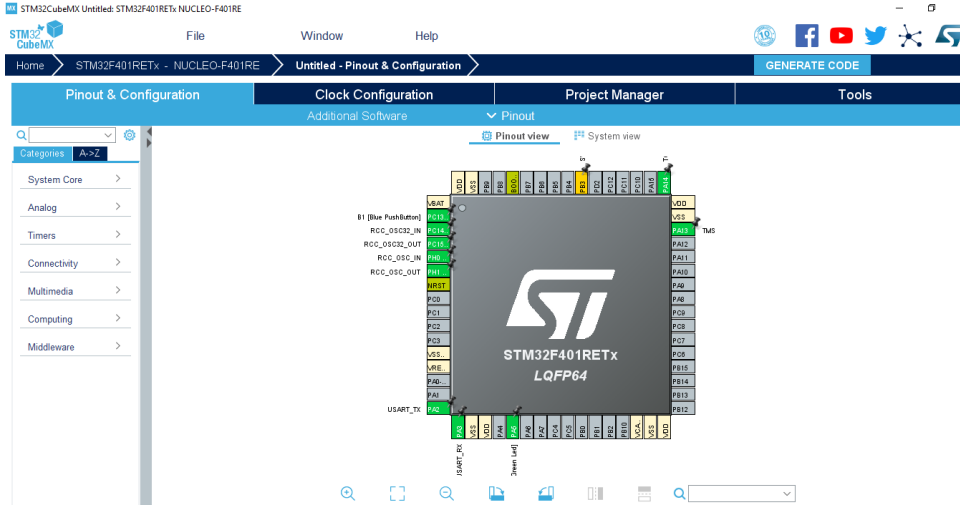 MX STM32CubeMX Untitled: STM32F401RETx NUCLEO-F401RE
STM32 CubeMX File Window Help
Home STM32F401RETx - NUCLEO-F401RE Untitled - Pinout & Configuration GENERATE CODE
Pinout & Configuration Clock Configuration Project Manager Tools
Additional Software Pinout
Pinout view System view
Categories A->Z
System Core
Analog
Timers
Connectivity
Multimedia
Computing
Middleware
VDD VSS PB9 PB8 BOO.. PB7 PB6 PB5 PB4 PB3 PD2 PC12 PC11 PC10 PA15 PA14
VBAT
B1 [Blue PushButton] PC13..
RCC_OSC32_IN PC14..
RCC_OSC32_OUT PC15..
RCC_OSC_IN PH0 ..
RCC_OSC_OUT PH1 ..
NRST
PC0
PC1
PC2
PC3
VSS..
VRE..
PA0-..
PA1
USART_TX PA2
STM32F401RETx
LQFP64
VDD
VSS
PA13 TMS
PA12
PA11
PA10
PA9
PA8
PC9
PC8
PC7
PC6
PB15
PB14
PB13
PB12
PA3 VSS VDD PA4 PA5 PA6 PA7 PC4 PC5 PB0 PB1 PB2 PB10 VCA.. VSS VDD
USART_RX
Green Led]